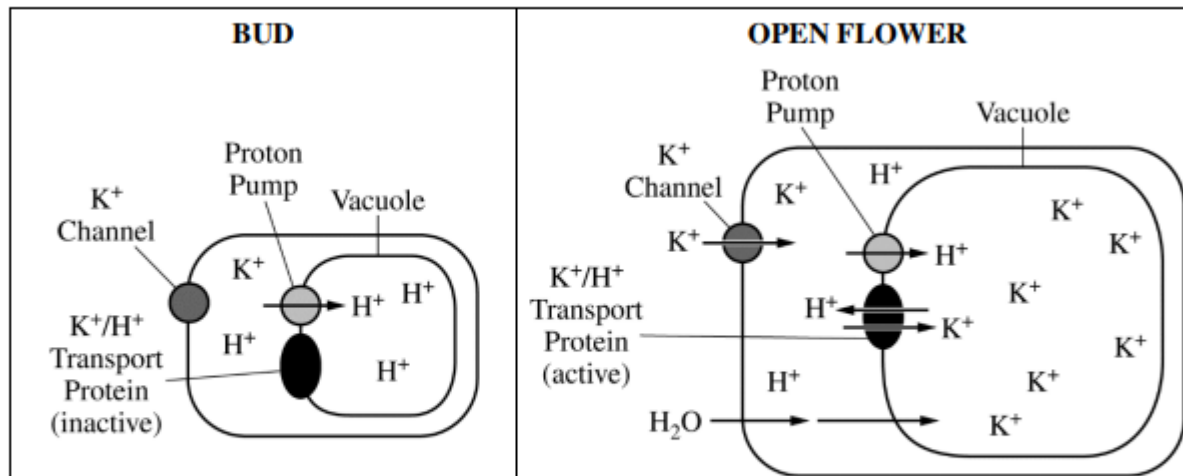 BUD
Proton
Pump
K⁺
Channel
Vacuole
K⁺
H⁺
H⁺
K⁺/H⁺
Transport
Protein
(inactive)
H⁺
H⁺
OPEN FLOWER
Proton
Pump
Vacuole
K⁺
Channel
H⁺
K⁺
K⁺
K⁺
K⁺
H⁺
K⁺/H⁺
Transport
Protein
(active)
H⁺
K⁺
K⁺
K⁺
H⁺
K⁺
H₂O
K⁺